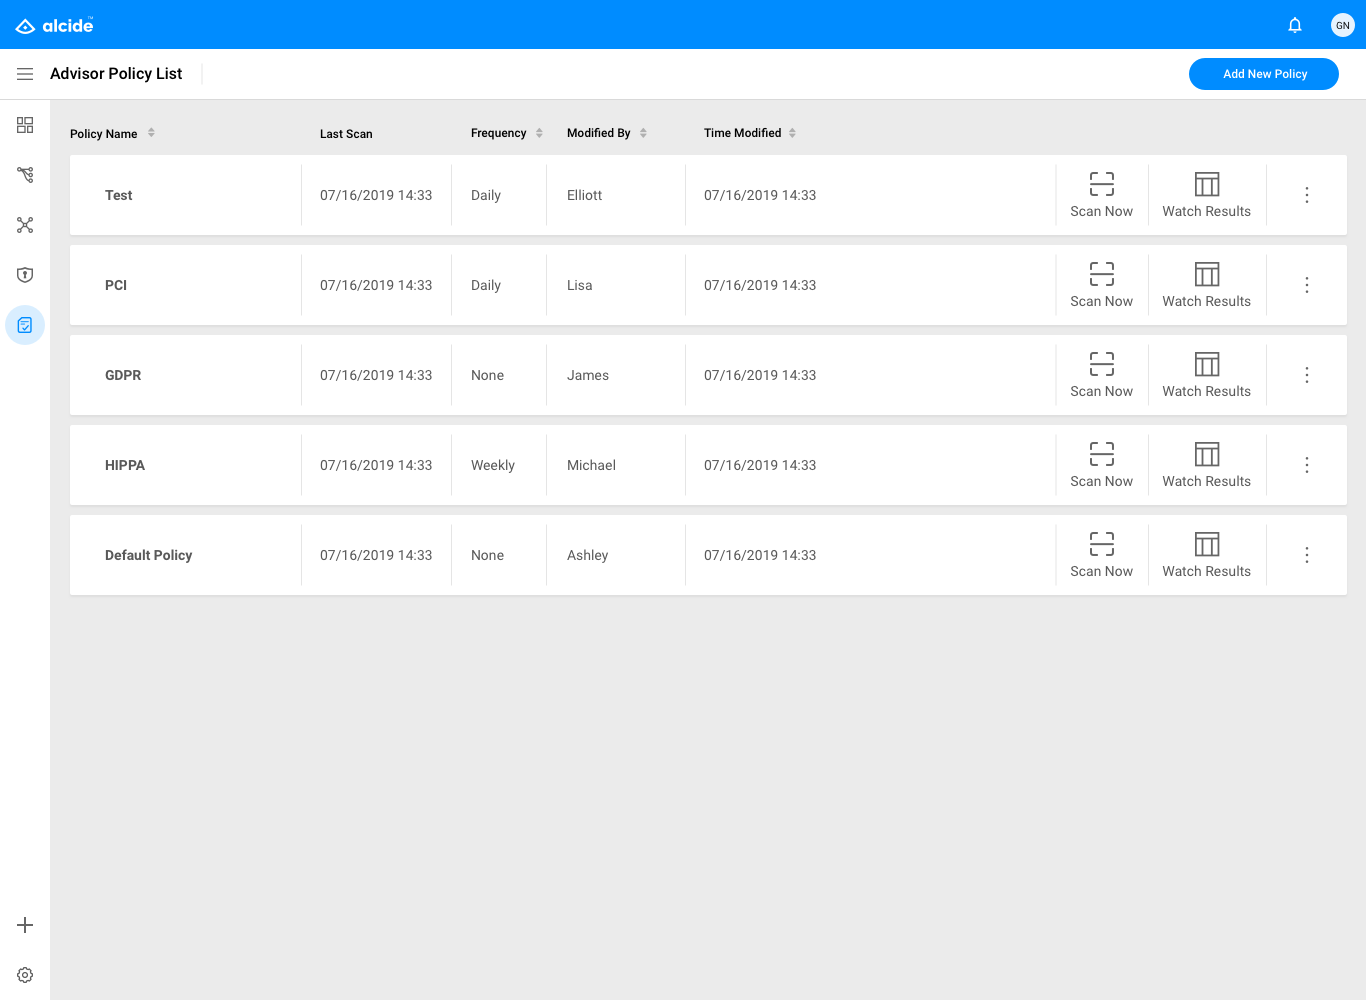 alcide™
GN
Advisor Policy List
Add New Policy
Policy Name Last Scan Frequency Modified By Time Modified
Test 07/16/2019 14:33 Daily Elliott 07/16/2019 14:33 Scan Now Watch Results
PCI 07/16/2019 14:33 Daily Lisa 07/16/2019 14:33 Scan Now Watch Results
GDPR 07/16/2019 14:33 None James 07/16/2019 14:33 Scan Now Watch Results
HIPPA 07/16/2019 14:33 Weekly Michael 07/16/2019 14:33 Scan Now Watch Results
Default Policy 07/16/2019 14:33 None Ashley 07/16/2019 14:33 Scan Now Watch Results